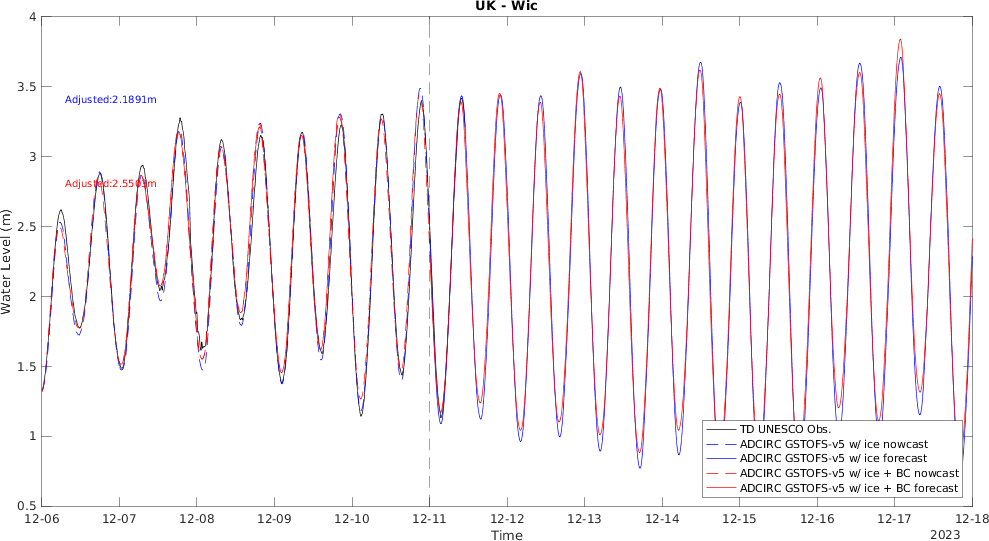 UK - Wic
4
3.5
3
2.5
2
1.5
1
0.5
Water Level (m)
Adjusted:2.1891m
Adjusted:2.5503m
TD UNESCO Obs.
ADCIRC GSTOFS-v5 w/ ice nowcast
ADCIRC GSTOFS-v5 w/ ice forecast
ADCIRC GSTOFS-v5 w/ ice + BC nowcast
ADCIRC GSTOFS-v5 w/ ice + BC forecast
12-06 12-07 12-08 12-09 12-10 12-11 12-12 12-13 12-14 12-15 12-16 12-17 12-18
Time
2023